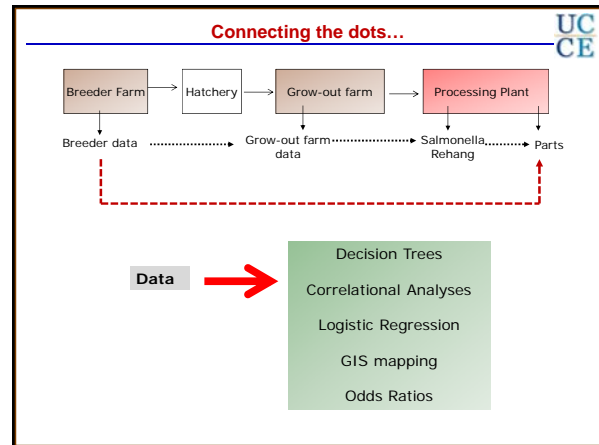 Connecting the dots…
UC
CE
Breeder Farm
Hatchery
Grow-out farm
Processing Plant
Breeder data
Grow-out farm
data
Salmonella
Rehang
Parts
Data
Decision Trees
Correlational Analyses
Logistic Regression
GIS mapping
Odds Ratios